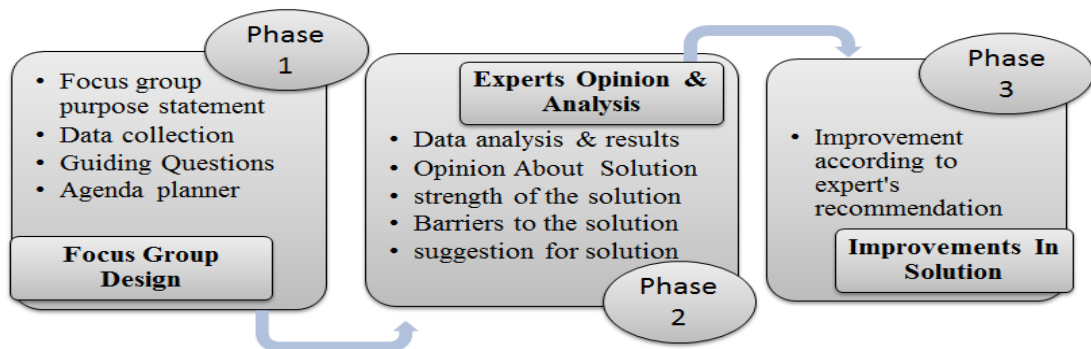 Phase
1
• Focus group
purpose statement
• Data collection
• Guiding Questions
• Agenda planner
Focus Group
Design
Experts Opinion &
Analysis
• Data analysis & results
• Opinion About Solution
• strength of the solution
• Barriers to the solution
• suggestion for solution
Phase
2
Phase
3
• Improvement
according to
expert's
recommendation
Improvements In
Solution